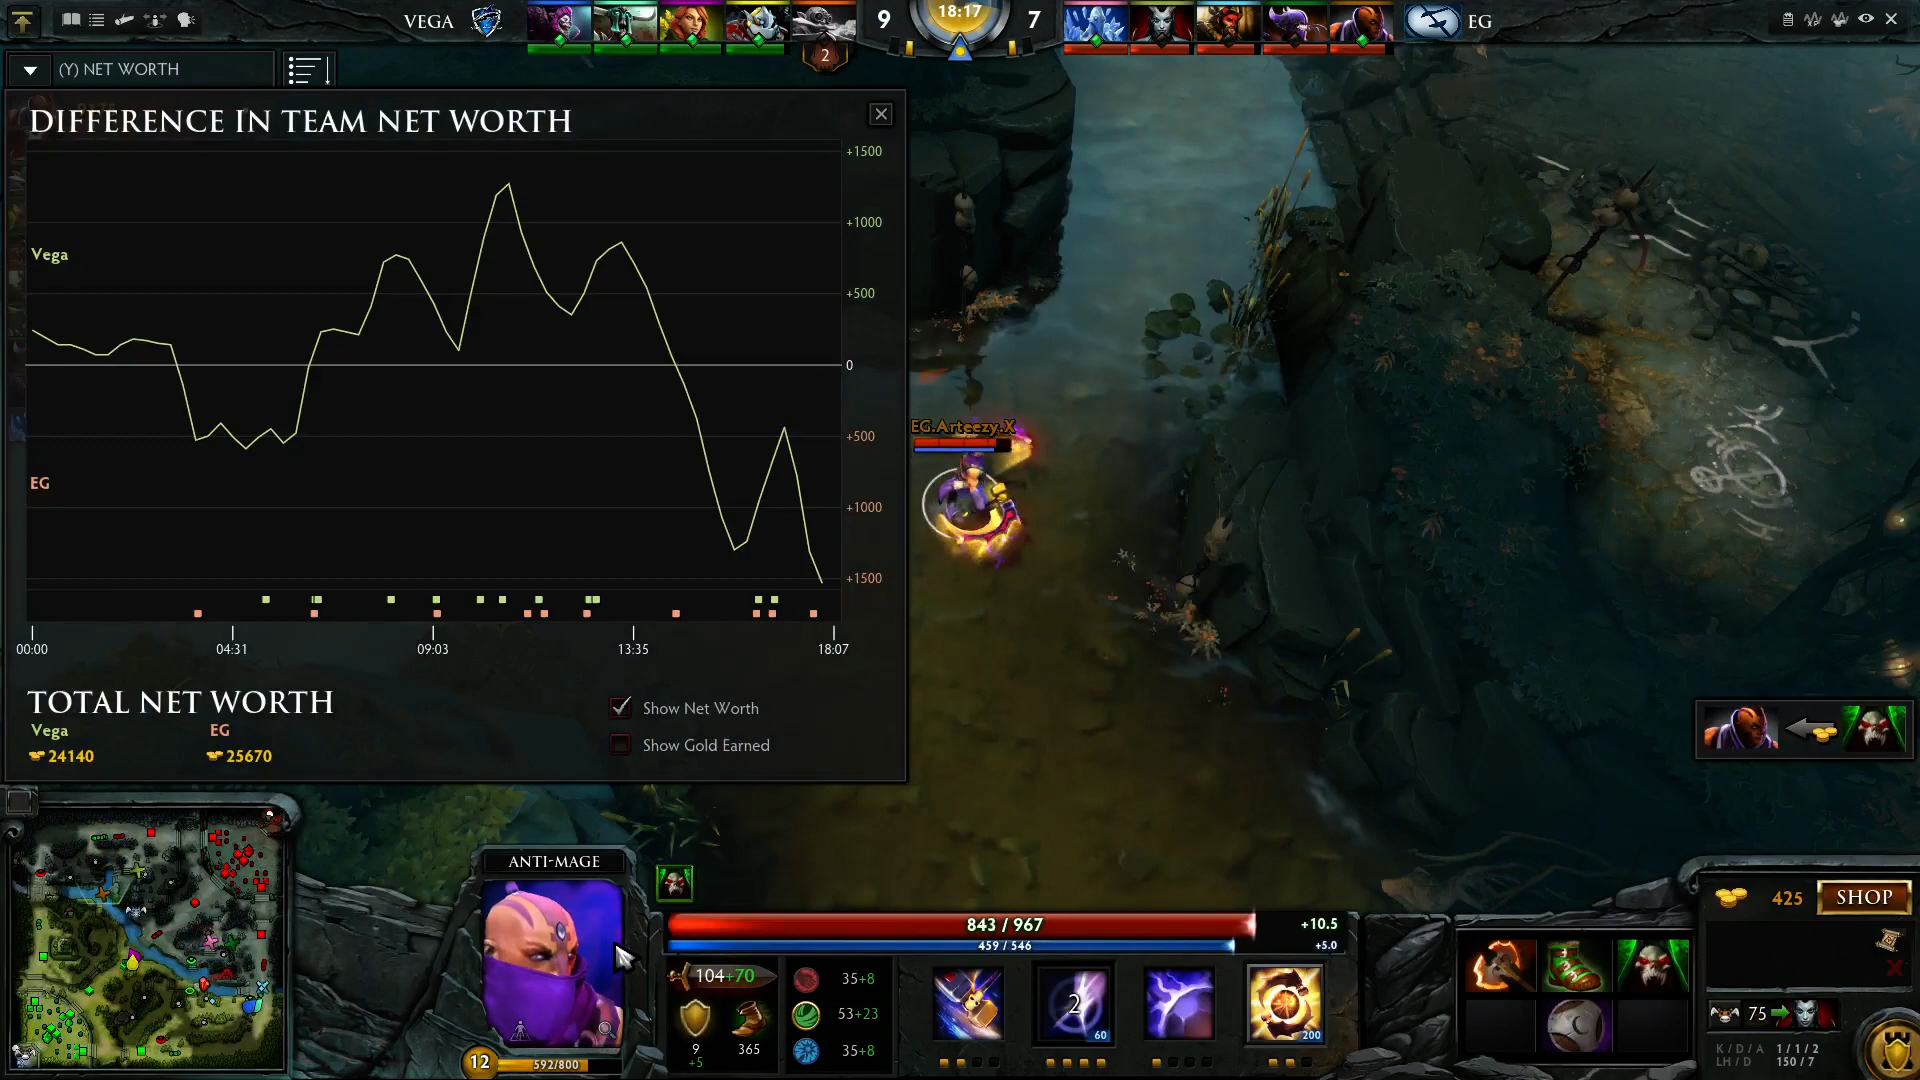 VEGA
9
18:17
7
EG
2
(Y) NET WORTH
DIFFERENCE IN TEAM NET WORTH
+1500
+1000
Vega
+500
0
+500
EG
+1000
+1500
00:00
04:31
09:03
13:35
18:07
TOTAL NET WORTH
Vega
EG
24140
25670
Show Net Worth
Show Gold Earned
EG.Arteezy.X
ANTI-MAGE
12
592/800
843 / 967
+10.5
459 / 546
+5.0
104+70
35+8
53+23
35+8
9
+5
365
2
60
200
425
SHOP
75
K / D / A 1 / 1 / 2
LH / D 150 / 7